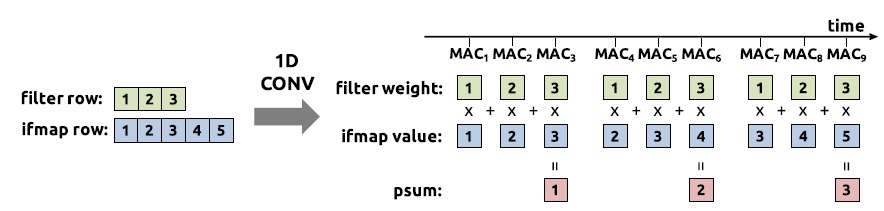 time
MAC1 MAC2 MAC3 MAC4 MAC5 MAC6 MAC7 MAC8 MAC9
1D
CONV
filter row: 1 2 3
ifmap row: 1 2 3 4 5
filter weight: 1 2 3 1 2 3 1 2 3
x + x + x x + x + x x + x + x
ifmap value: 1 2 3 2 3 4 3 4 5
= = =
psum: 1 2 3